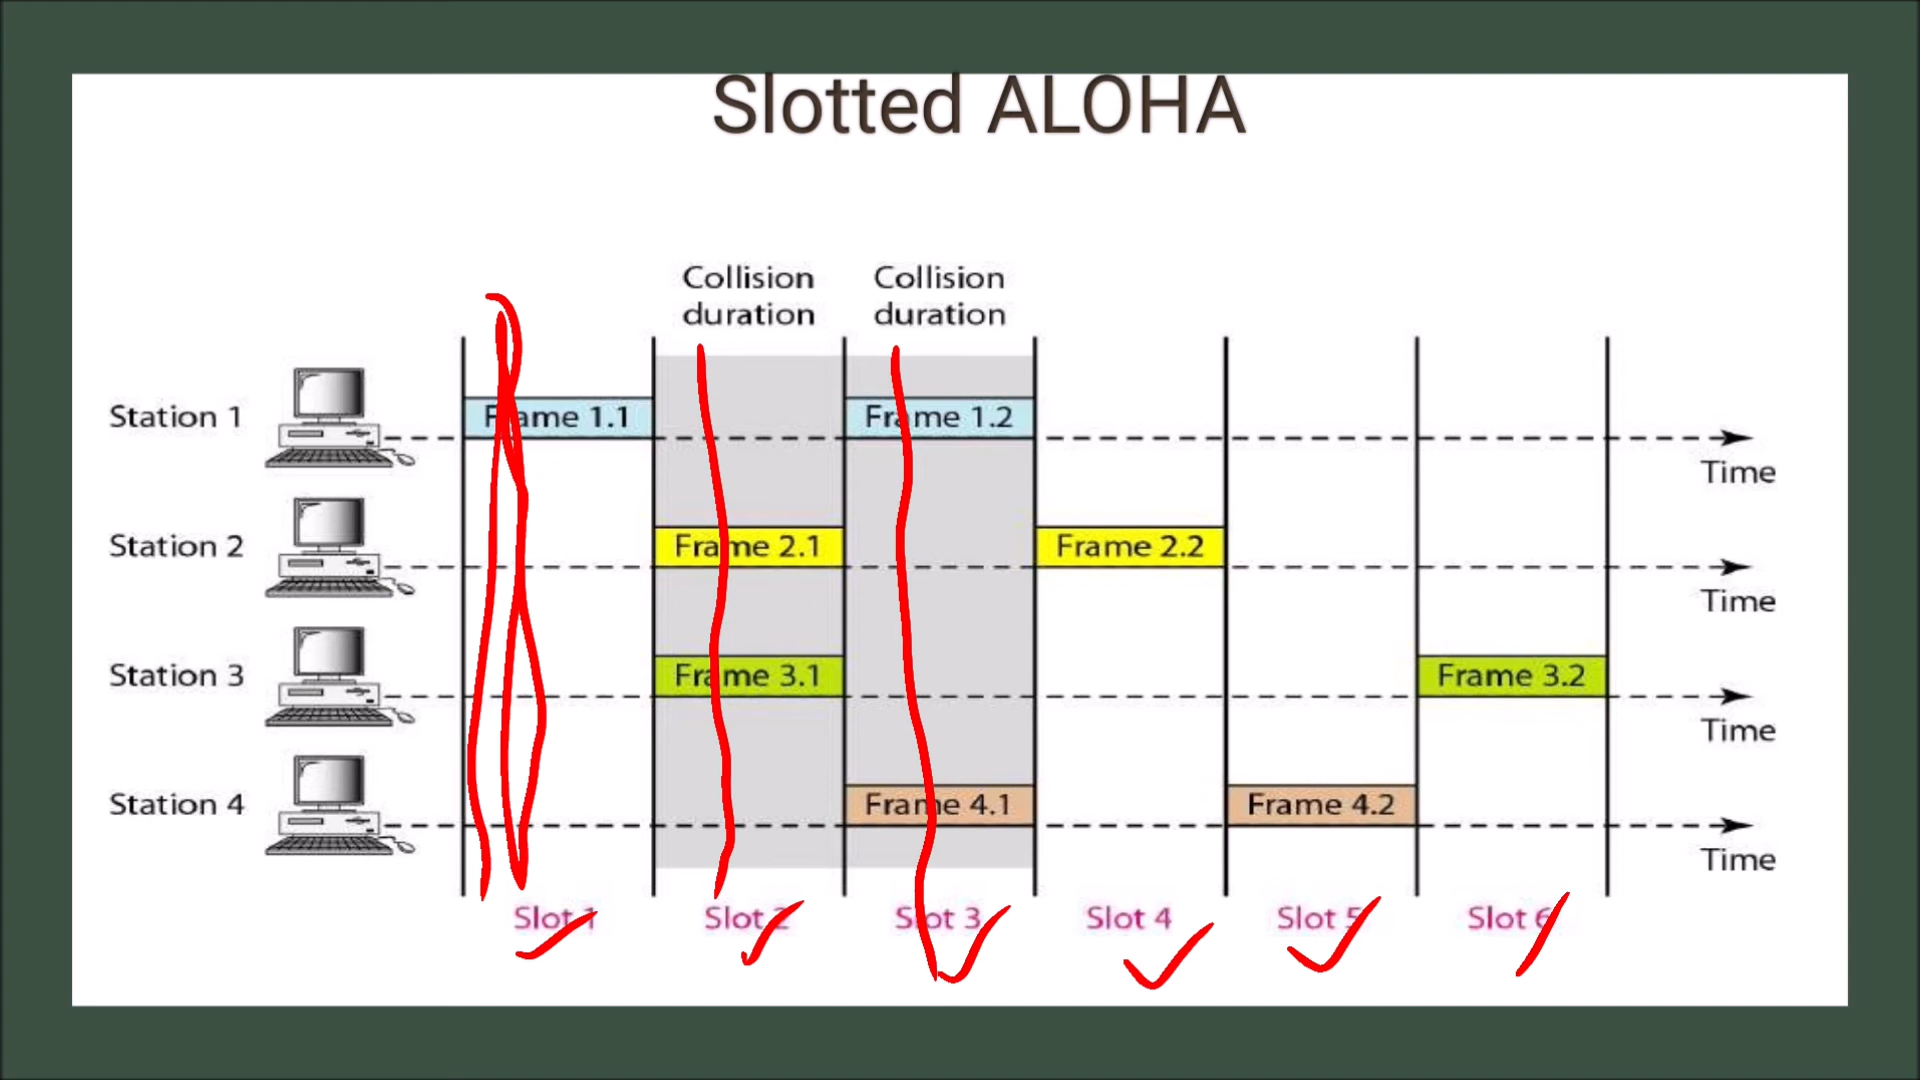 Slotted ALOHA
Collision duration
Collision duration
Station 1
Frame 1.1
Frame 1.2
Time
Station 2
Frame 2.1
Frame 2.2
Time
Station 3
Frame 3.1
Frame 3.2
Time
Station 4
Frame 4.1
Frame 4.2
Time
Slot 1
Slot 2
Slot 3
Slot 4
Slot 5
Slot 6